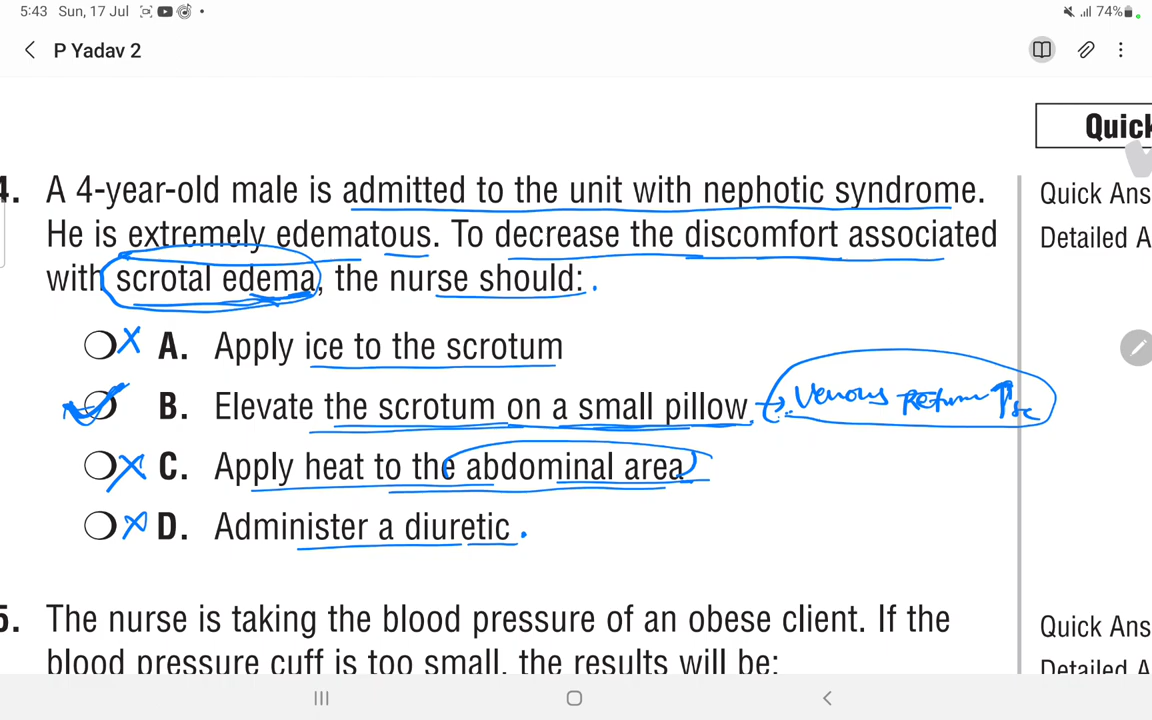 5:43 Sun, 17 Jul • 74%
P Yadav 2
Quick
4. A 4-year-old male is admitted to the unit with nephotic syndrome. Quick Ans
He is extremely edematous. To decrease the discomfort associated Detailed A
with scrotal edema, the nurse should:
X A. Apply ice to the scrotum
B. Elevate the scrotum on a small pillow → Venous Return ↑
X C. Apply heat to the abdominal area
X D. Administer a diuretic
5. The nurse is taking the blood pressure of an obese client. If the Quick Ans
blood pressure cuff is too small, the results will be: Detailed A